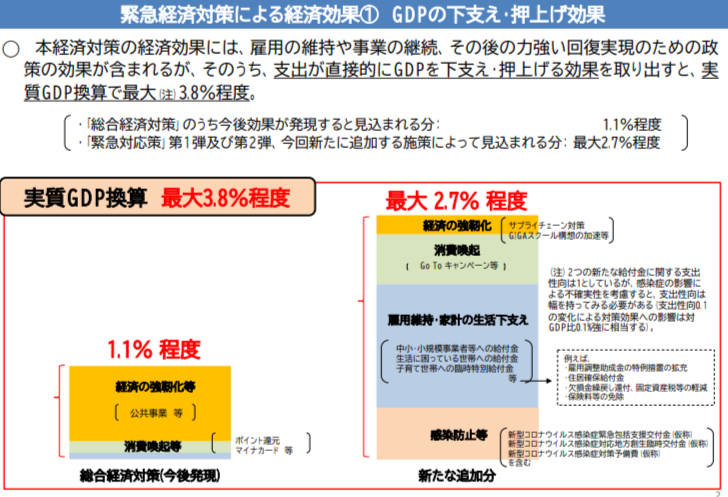 緊急経済対策による経済効果① GDPの下支え・押上げ効果
○ 本経済対策の経済効果には、雇用の維持や事業の継続、その後の力強い回復実現のための政
策の効果が含まれるが、そのうち、支出が直接的にGDPを下支え・押上げる効果を取り出すと、実
質GDP換算で最大(注)3.8%程度。
・「総合経済対策」のうち今後効果が発現すると見込まれる分: 1.1%程度
・「緊急対応策」第1弾及び第2弾、今回新たに追加する施策によって見込まれる分: 最大2.7%程度
実質GDP換算 最大3.8%程度
最大 2.7% 程度
経済の強靭化
サプライチェーン対策
GIGAスクール構想の加速等
消費喚起
( Go To キャンペーン等 )
(注)2つの新たな給付金に関する支出
性向は1としているが、感染症の影響に
よる不確実性を考慮すると、支出性向は
幅を持ってみる必要がある(支出性向0.1
の変化による対策効果への影響は対
GDP比0.1%強に相当する)。
雇用維持・家計の生活下支え
中小・小規模事業者等への給付金
生活に困っている世帯への給付金
子育て世帯への臨時特別給付金
等
例えば、
・雇用調整助成金の特例措置の拡充
・住居確保給付金
・欠損金繰戻し還付、固定資産税等の軽減
・保険料等の免除
1.1% 程度
経済の強靭化等
( 公共事業 等 )
消費喚起等
ポイント還元
マイナカード 等
感染防止等
新型コロナウイルス感染症緊急包括支援交付金(仮称)
新型コロナウイルス感染症対応地方創生臨時交付金(仮称)
新型コロナウイルス感染症対策予備費(仮称)
を含む
総合経済対策(今後発現)
新たな追加分
2